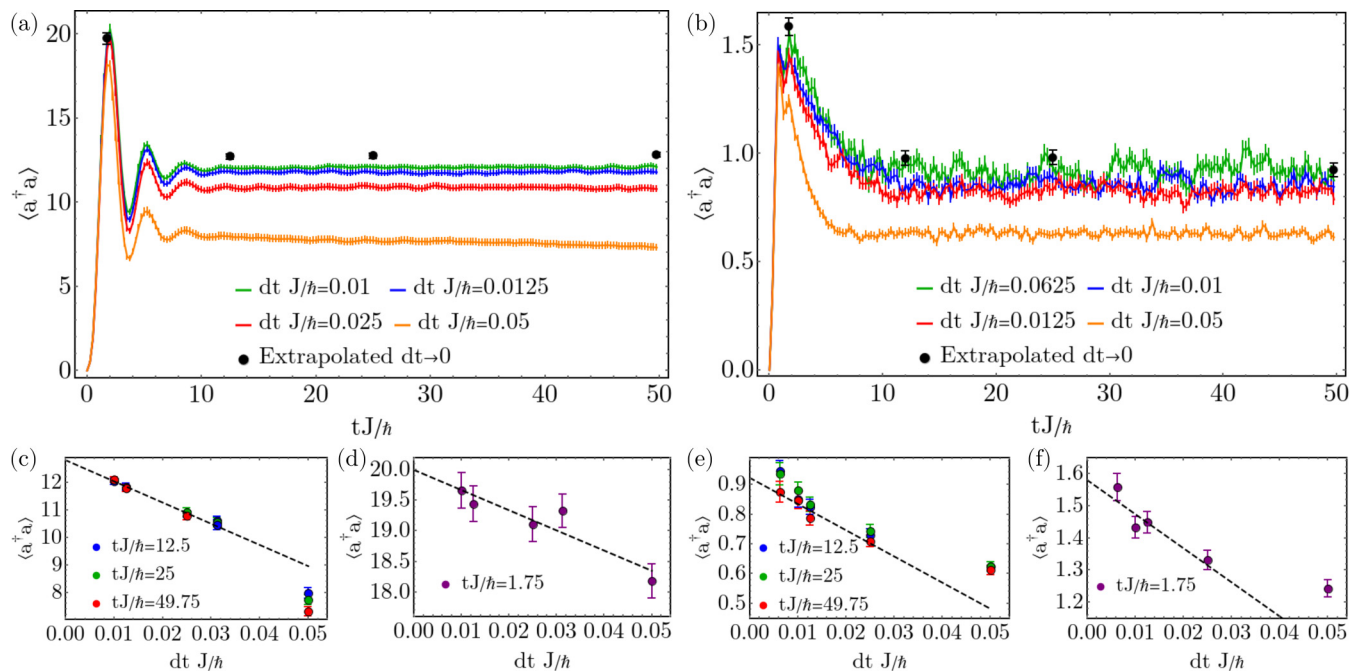 (a)
20
15
10
5
0
⟨a†a⟩
0 10 20 30 40 50
tJ/ℏ
dt J/ℏ=0.01 dt J/ℏ=0.0125
dt J/ℏ=0.025 dt J/ℏ=0.05
Extrapolated dt→0
(b)
1.5
1.0
0.5
0.0
⟨a†a⟩
0 10 20 30 40 50
tJ/ℏ
dt J/ℏ=0.0625 dt J/ℏ=0.01
dt J/ℏ=0.0125 dt J/ℏ=0.05
Extrapolated dt→0
(c)
12
11
10
9
8
⟨a†a⟩
tJ/ℏ=12.5
tJ/ℏ=25
tJ/ℏ=49.75
0.00 0.01 0.02 0.03 0.04 0.05
dt J/ℏ
(d)
20.0
19.5
19.0
18.5
18.0
tJ/ℏ=1.75
0.00 0.01 0.02 0.03 0.04 0.05
dt J/ℏ
(e)
0.9
0.8
0.7
0.6
0.5
⟨a†a⟩
tJ/ℏ=12.5
tJ/ℏ=25
tJ/ℏ=49.75
0.00 0.01 0.02 0.03 0.04 0.05
dt J/ℏ
(f)
1.6
1.5
1.4
1.3
1.2
tJ/ℏ=1.75
0.00 0.01 0.02 0.03 0.04 0.05
dt J/ℏ